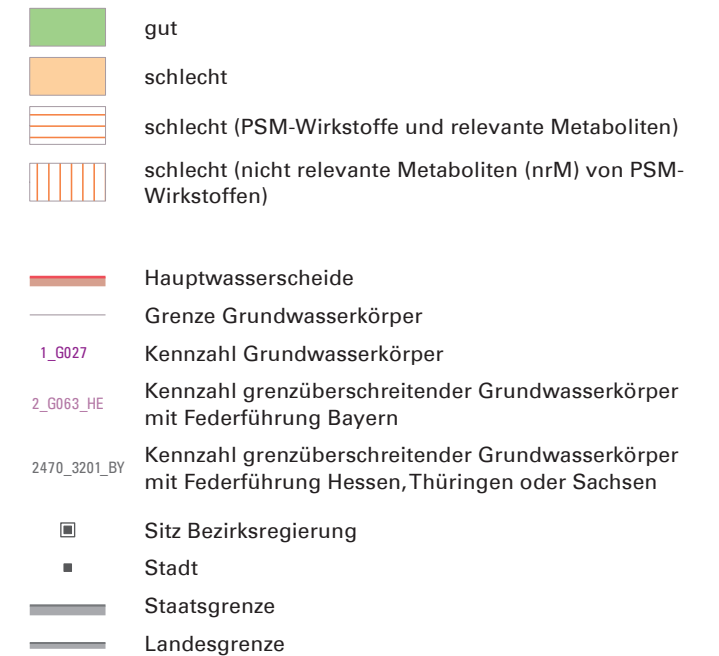 gut
schlecht
schlecht (PSM-Wirkstoffe und relevante Metaboliten)
schlecht (nicht relevante Metaboliten (nrM) von PSM-
Wirkstoffen)
Hauptwasserscheide
Grenze Grundwasserkörper
1_G027 Kennzahl Grundwasserkörper
2_G063_HE Kennzahl grenzüberschreitender Grundwasserkörper
mit Federführung Bayern
2470_3201_BY Kennzahl grenzüberschreitender Grundwasserkörper
mit Federführung Hessen, Thüringen oder Sachsen
Sitz Bezirksregierung
Stadt
Staatsgrenze
Landesgrenze